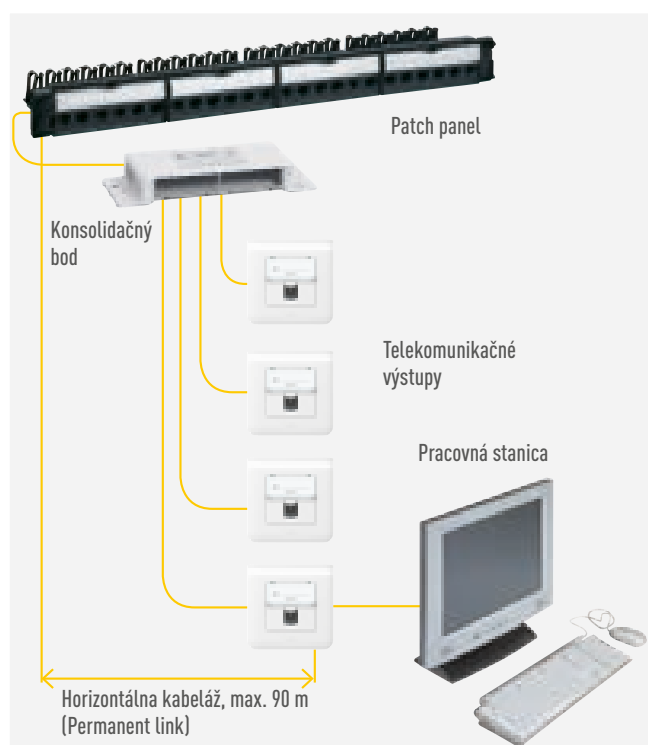 Patch panel
Konsolidačný
bod
Telekomunikačné
výstupy
Pracovná stanica
Horizontálna kabeláž, max. 90 m
(Permanent link)